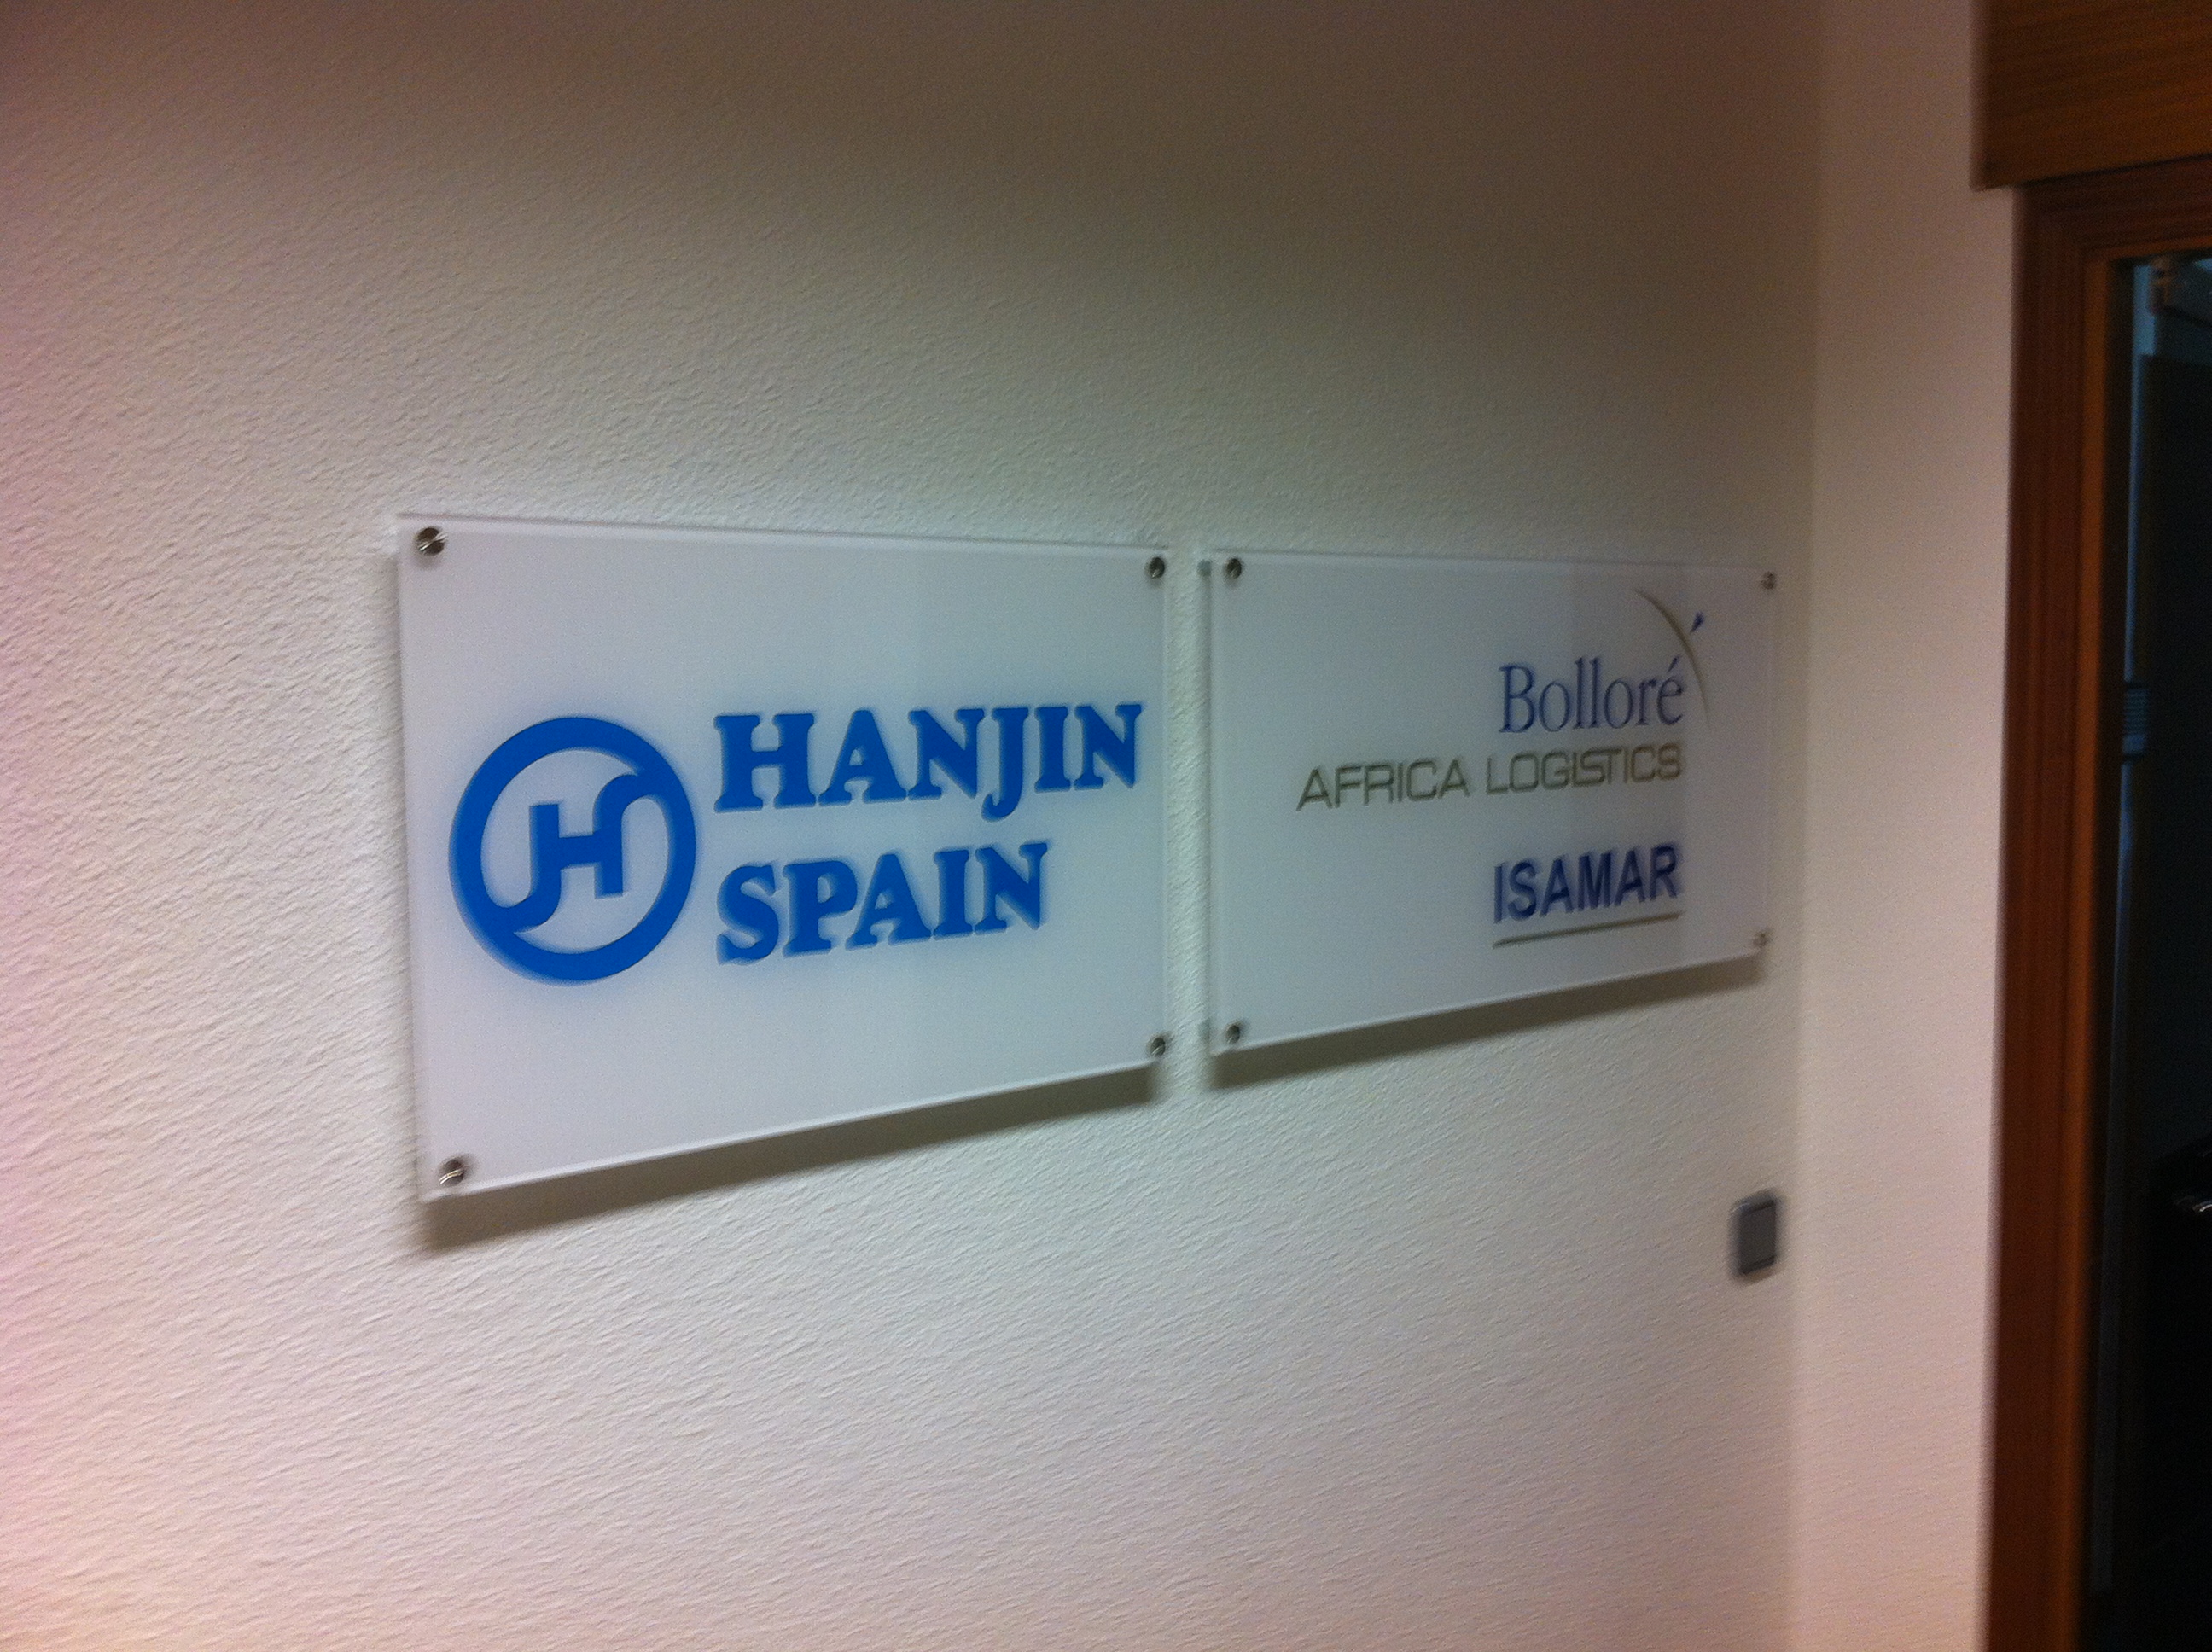 HANJIN
SPAIN
Bolloré
AFRICA LOGISTICS
ISAMAR